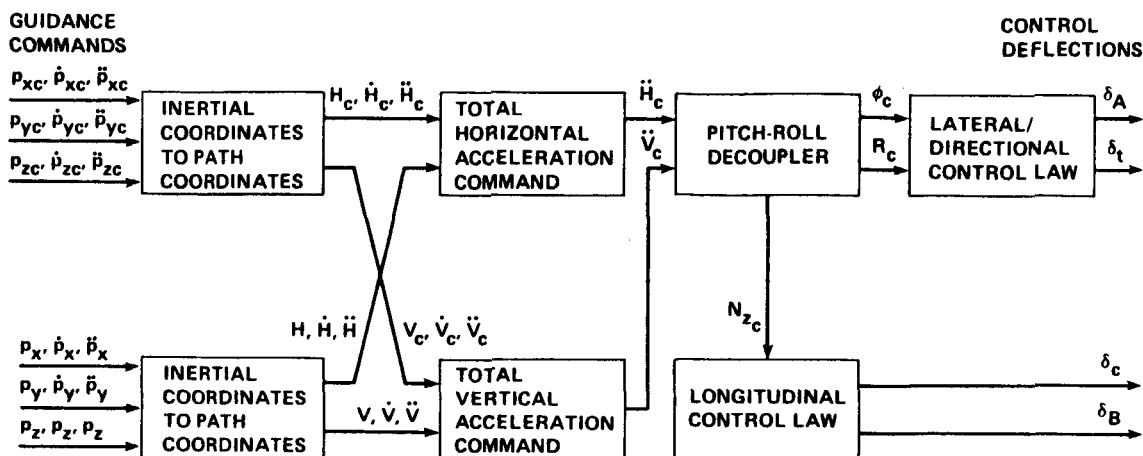 GUIDANCE
COMMANDS
CONTROL
DEFLECTIONS
p_xc, ṗ_xc, p̈_xc
p_yc, ṗ_yc, p̈_yc
p_zc, ṗ_zc, p̈_zc
INERTIAL
COORDINATES
TO PATH
COORDINATES
H_c, Ḣ_c, Ḧ_c
TOTAL
HORIZONTAL
ACCELERATION
COMMAND
Ḧ_c
V̈_c
PITCH-ROLL
DECOUPLER
ϕ_c
R_c
LATERAL/
DIRECTIONAL
CONTROL LAW
δ_A
δ_t
H, Ḣ, Ḧ
V_c, V̇_c, V̈_c
N_z_c
p_x, ṗ_x, p̈_x
p_y, ṗ_y, p̈_y
p_z, p_z, p_z
INERTIAL
COORDINATES
TO PATH
COORDINATES
V, V̇, V̈
TOTAL
VERTICAL
ACCELERATION
COMMAND
LONGITUDINAL
CONTROL LAW
δ_c
δ_B